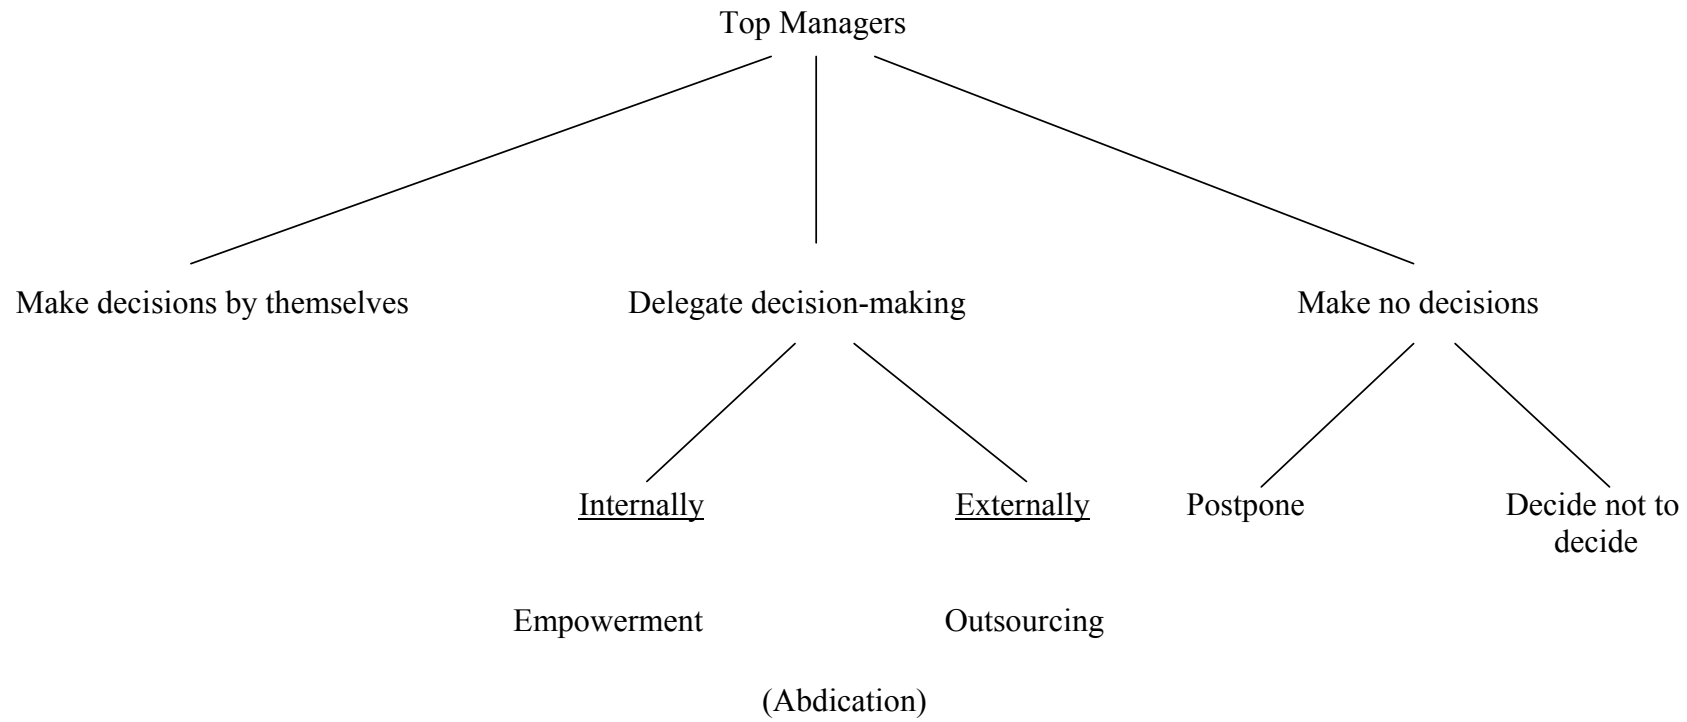 Top Managers
Make decisions by themselves
Delegate decision-making
Make no decisions
Internally
Externally
Postpone
Decide not to
decide
Empowerment
Outsourcing
(Abdication)